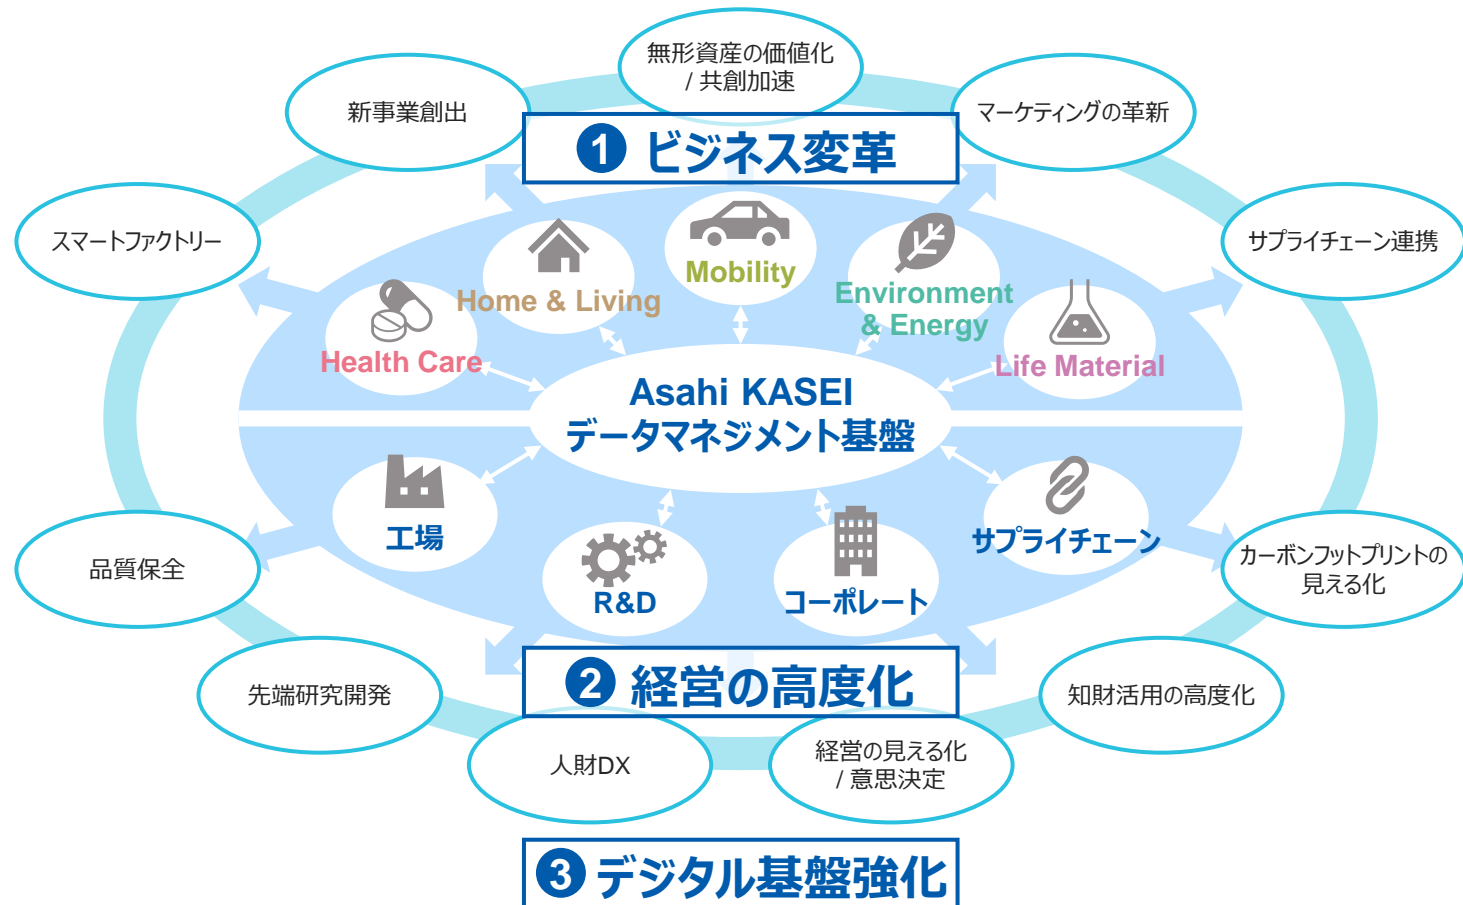 無形資産の価値化
/ 共創加速
新事業創出
マーケティングの革新
❶ ビジネス変革
スマートファクトリー
サプライチェーン連携
Mobility
Home & Living
Environment
& Energy
Health Care
Life Material
Asahi KASEI
データマネジメント基盤
工場
サプライチェーン
R&D
コーポレート
品質保全
カーボンフットプリントの
見える化
❷ 経営の高度化
先端研究開発
知財活用の高度化
人財DX
経営の見える化
/ 意思決定
❸ デジタル基盤強化